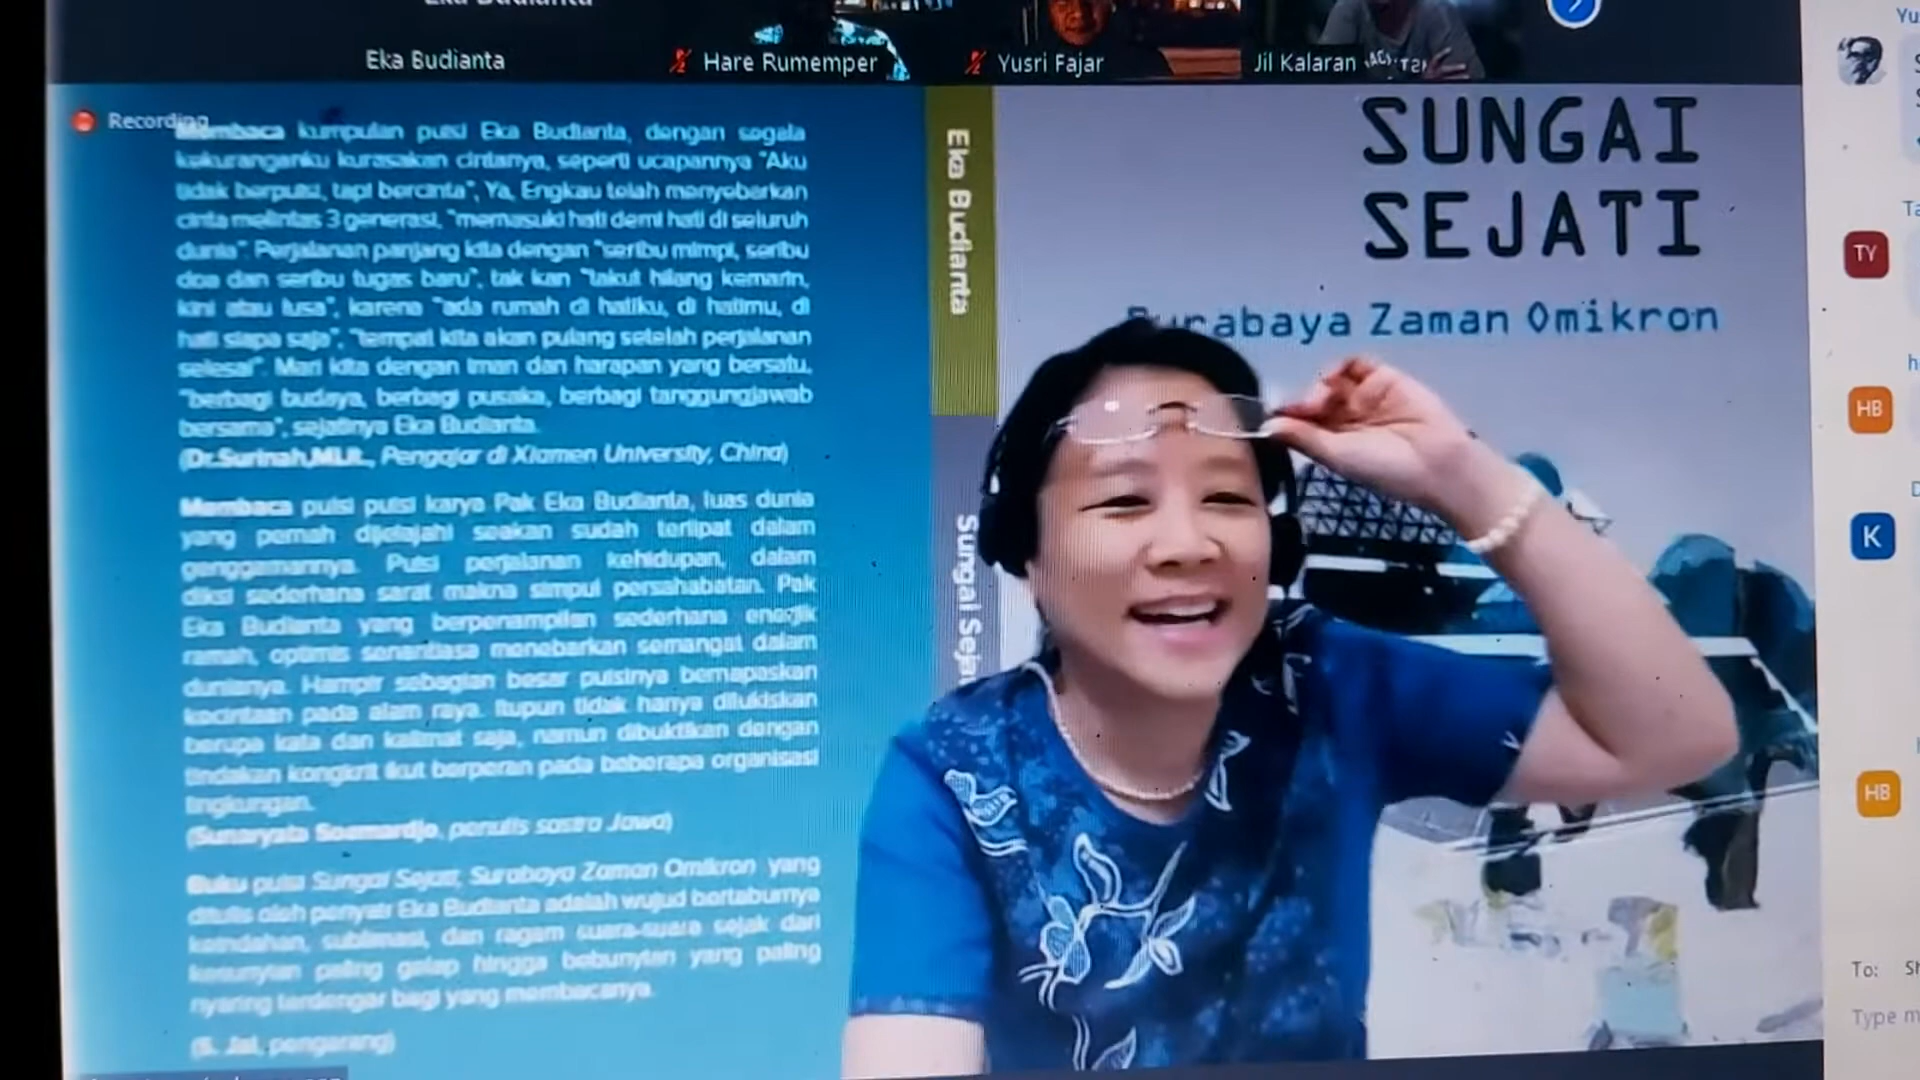 Eka Budianta
Eka Budianta
Hare Rumemper
Yusri Fajar
Jil Kalaran
Recording
Membaca kumpulan puisi Eka Budianta, dengan segala
kekuranganku kurasakan cintanya, seperti ucapannya "Aku
tidak berpuisi, tapi bercinta", Ya, Engkau telah menyebarkan
cinta melintas 3 generasi, "memasuki hati demi hati di seluruh
dunia". Perjalanan panjang kita dengan "seribu mimpi, seribu
doa dan seribu tugas baru", tak kan "takut hilang kemarin,
kini atau lusa", karena "ada rumah di hatiku, di hatimu, di
hati siapa saja", "tempat kita akan pulang setelah perjalanan
selesai". Mari kita dengan iman dan harapan yang bersatu,
"berbagi budaya, berbagi pusaka, berbagi tanggungjawab
bersama", sejatinya Eka Budianta.
(Dr.Surinah,MLit., Pengajar di Xiamen University, China)
Membaca puisi puisi karya Pak Eka Budianta, luas dunia
yang pernah dijelajahi seakan sudah terlipat dalam
genggamannya. Puisi perjalanan kehidupan, dalam
diksi sederhana sarat makna simpul persahabatan. Pak
Eka Budianta yang berpenampilan sederhana enerjik
ramah, optimis senantiasa menebarkan semangat dalam
dunianya. Hampir sebagian besar puisinya bernapaskan
kecintaan pada alam raya. Itupun tidak hanya dilukiskan
berupa kata dan kalimat saja, namun dibuktikan dengan
tindakan kongkrit ikut berperan pada beberapa organisasi
lingkungan.
(Sunaryata Soemardjo, penulis sastra Jawa)
Buku puisi Sungai Sejati, Surabaya Zaman Omikron yang
ditulis oleh penyair Eka Budianta adalah wujud bertaburnya
keindahan, sublimasi, dan ragam suara-suara sejak dari
kesunyian paling gelap hingga bebunyian yang paling
nyaring terdengar bagi yang membacanya.
(S. Jai, pengarang)
Eka Budianta
Sungai Sejati
SUNGAI
SEJATI
Surabaya Zaman Omikron
Yu
TY
HB
K
HB
To:
Type m